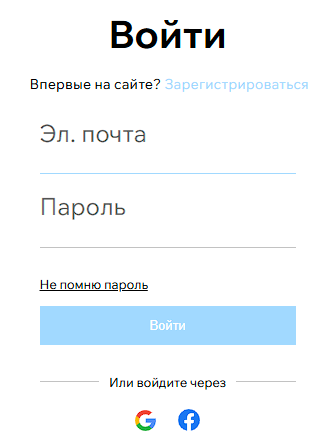 Войти
Впервые на сайте? Зарегистрироваться
Эл. почта
Пароль
Не помню пароль
Войти
Или войдите через